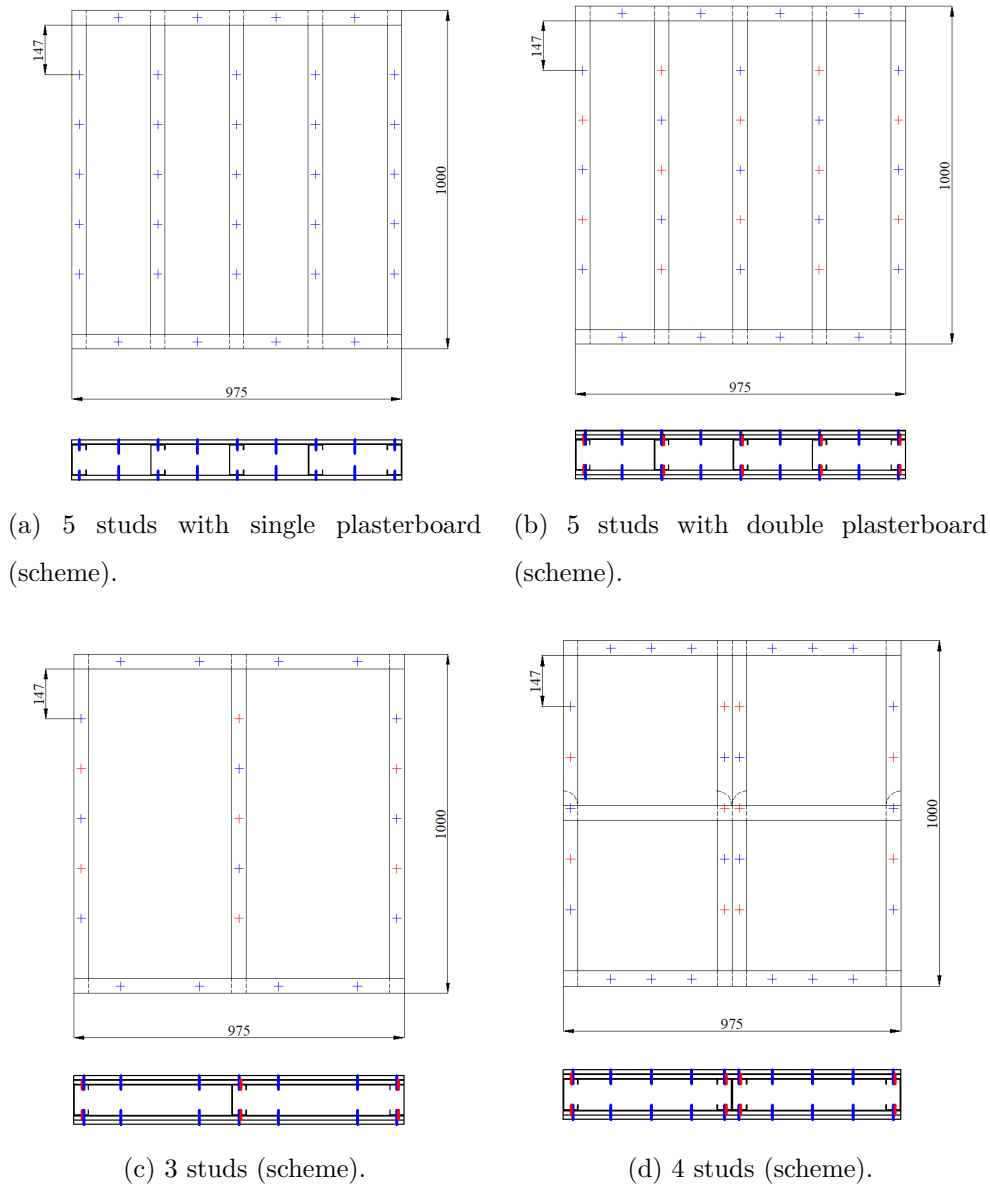 147
1000
975
147
1000
975
(a) 5 studs with single plasterboard
(scheme).
(b) 5 studs with double plasterboard
(scheme).
147
1000
975
147
1000
975
(c) 3 studs (scheme).
(d) 4 studs (scheme).